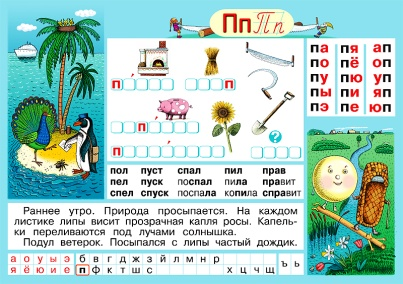 Пп Пп
па пя ап
по пё оп
пу пю уп
пы пи яп
пэ пе юп
п
п
п
п
?
пол пуст спал пил прав
пел пуск поспал пила правит
спел спуск поспала копила справит
Раннее утро. Природа просыпается. На каждом
листике липы висит прозрачная капля росы. Капель-
ки переливаются под лучами солнышка.
Подул ветерок. Посыпался с липы частый дождик.
а о у ы э б в г д ж з й л м н р
я ё ю и е п ф к т ш с х ц ч щ ъ ь